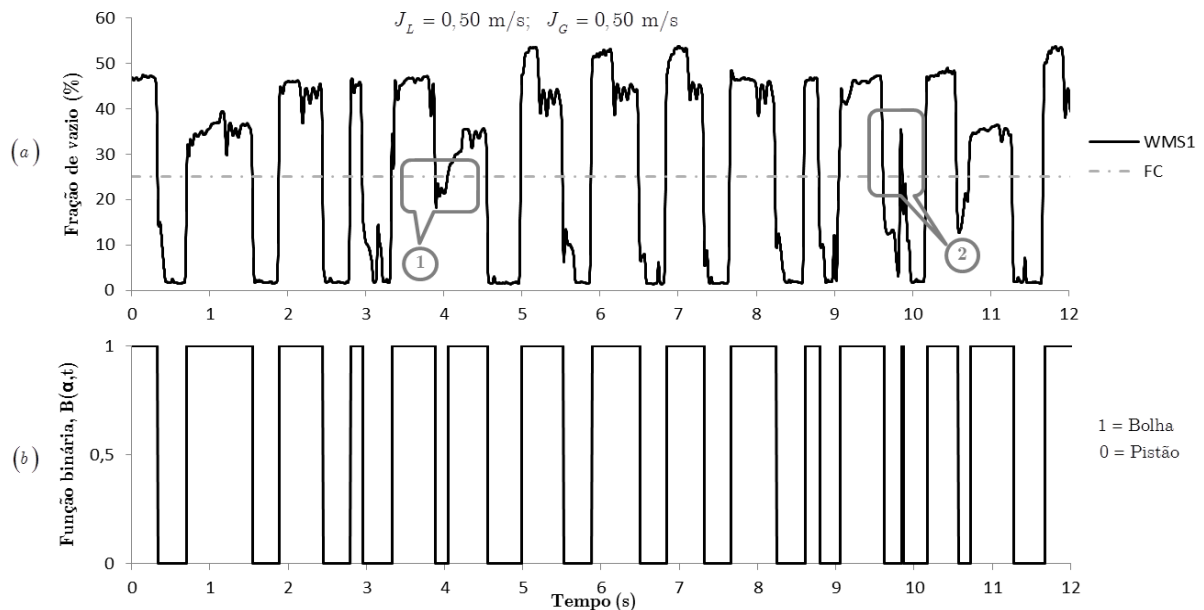 J_L = 0,50 m/s; J_G = 0,50 m/s
(a)
Fração de vazio (%)
60
50
40
30
20
10
0
0 1 2 3 4 5 6 7 8 9 10 11 12
1
2
WMS1
FC
(b)
Função binária, B(α,t)
1
0,5
0
0 1 2 3 4 5 6 7 8 9 10 11 12
Tempo (s)
1 = Bolha
0 = Pistão